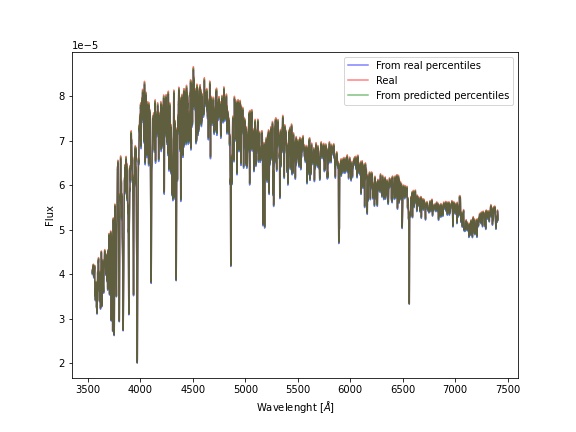 1e−5
From real percentiles
Real
From predicted percentiles
8
7
6
5
4
3
2
Flux
3500 4000 4500 5000 5500 6000 6500 7000 7500
Wavelenght [Å]